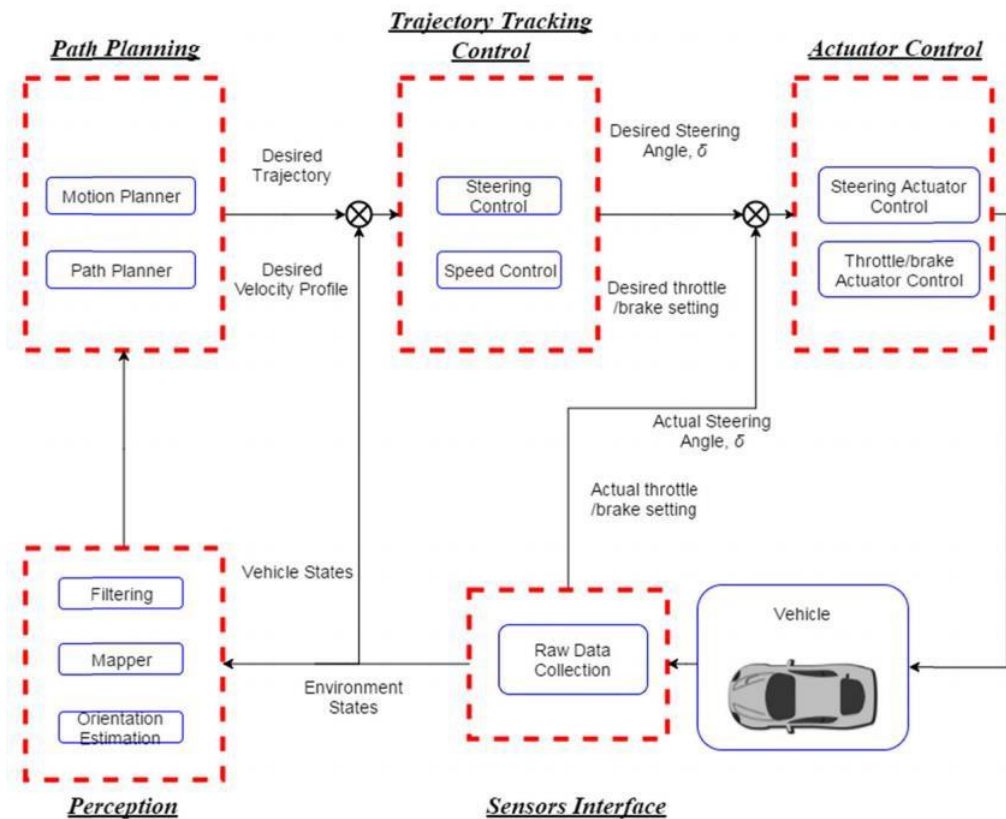 Path Planning
Trajectory Tracking
Control
Actuator Control
Motion Planner
Path Planner
Desired
Trajectory
Desired
Velocity Profile
Steering
Control
Speed Control
Desired Steering
Angle, δ
Desired throttle
/brake setting
Steering Actuator
Control
Throttle/brake
Actuator Control
Actual Steering
Angle, δ
Actual throttle
/brake setting
Filtering
Mapper
Orientation
Estimation
Vehicle States
Environment
States
Raw Data
Collection
Vehicle
Perception
Sensors Interface